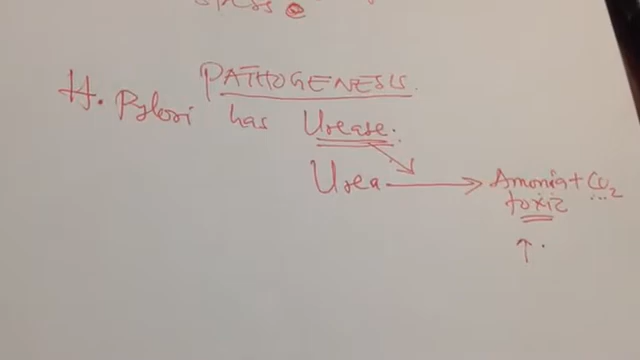 PATHOGENESIS.
H. Pylori has Urease.
Urea → Amonia + CO2
toxic
↑